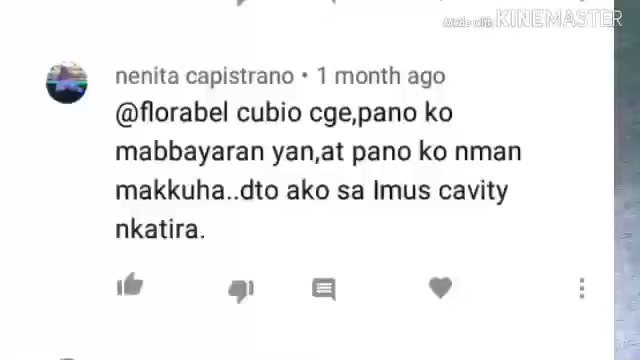 Made with KINEMASTER
nenita capistrano • 1 month ago
@florabel cubio cge,pano ko
mabbayaran yan,at pano ko nman
makkuha..dto ako sa Imus cavity
nkatira.